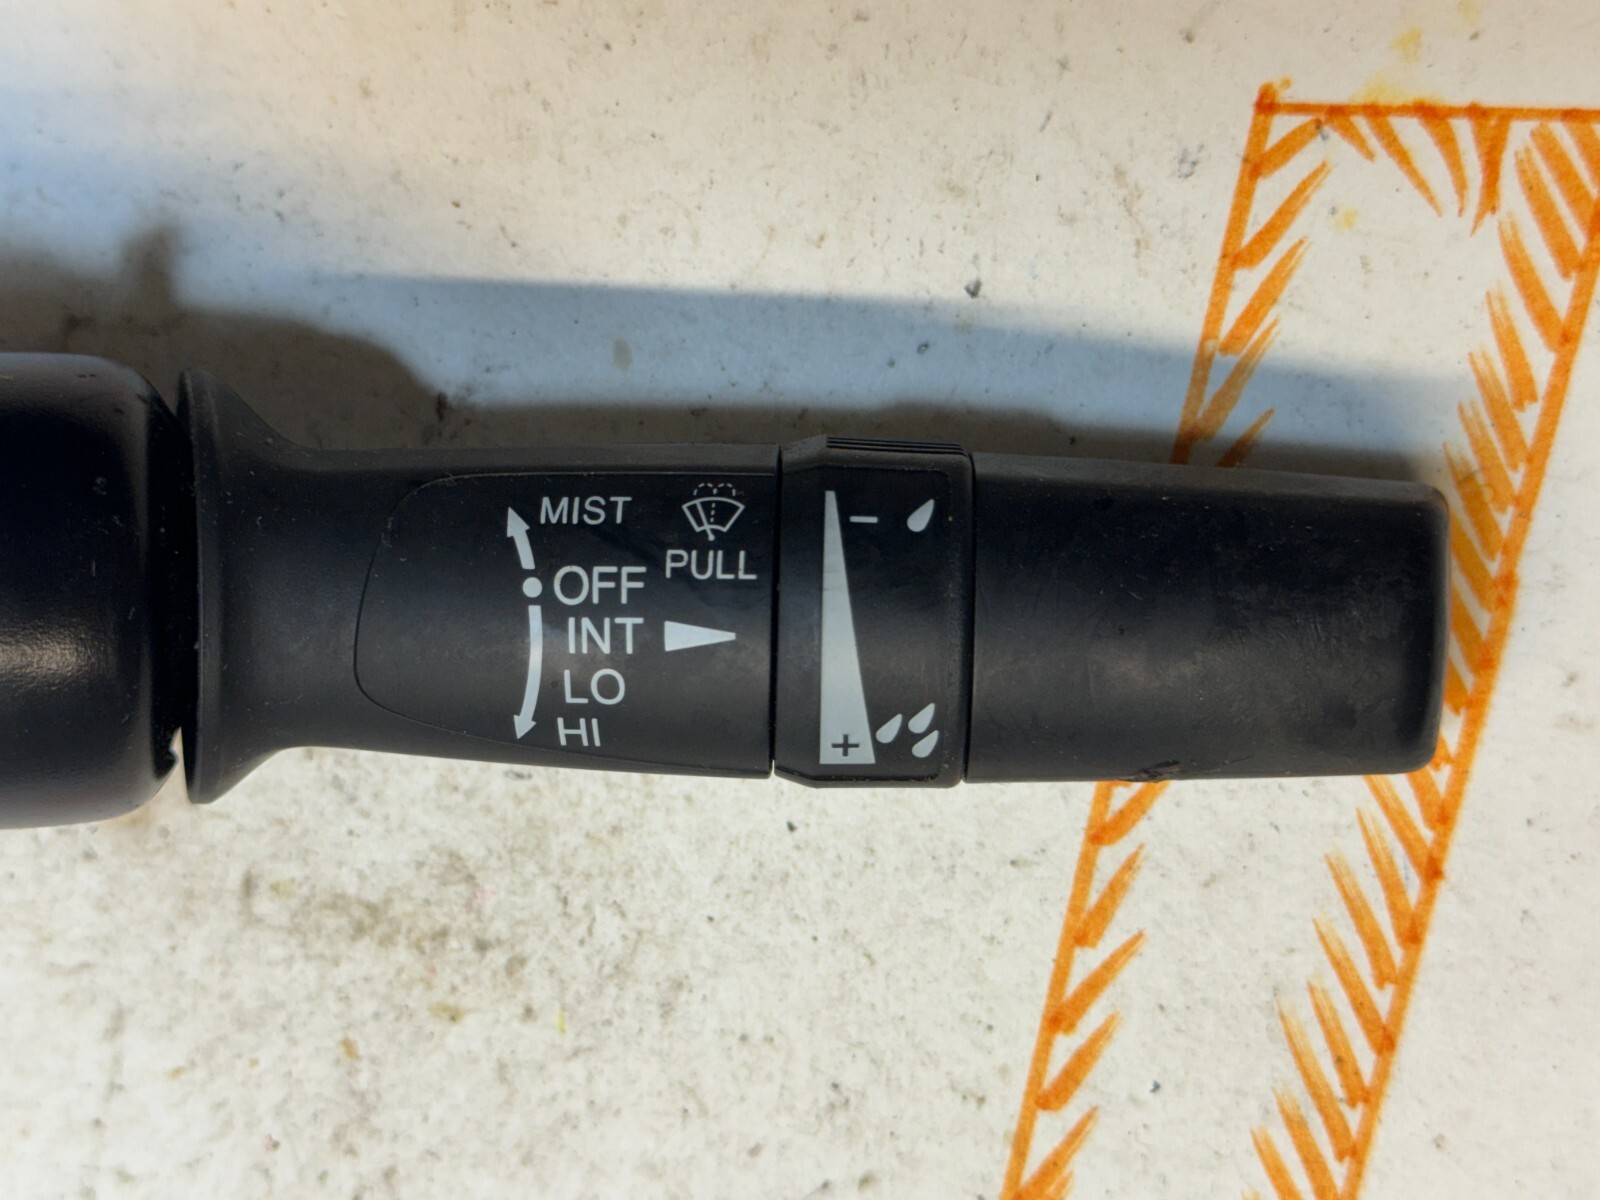 MIST
PULL
OFF
INT
LO
HI
−
+